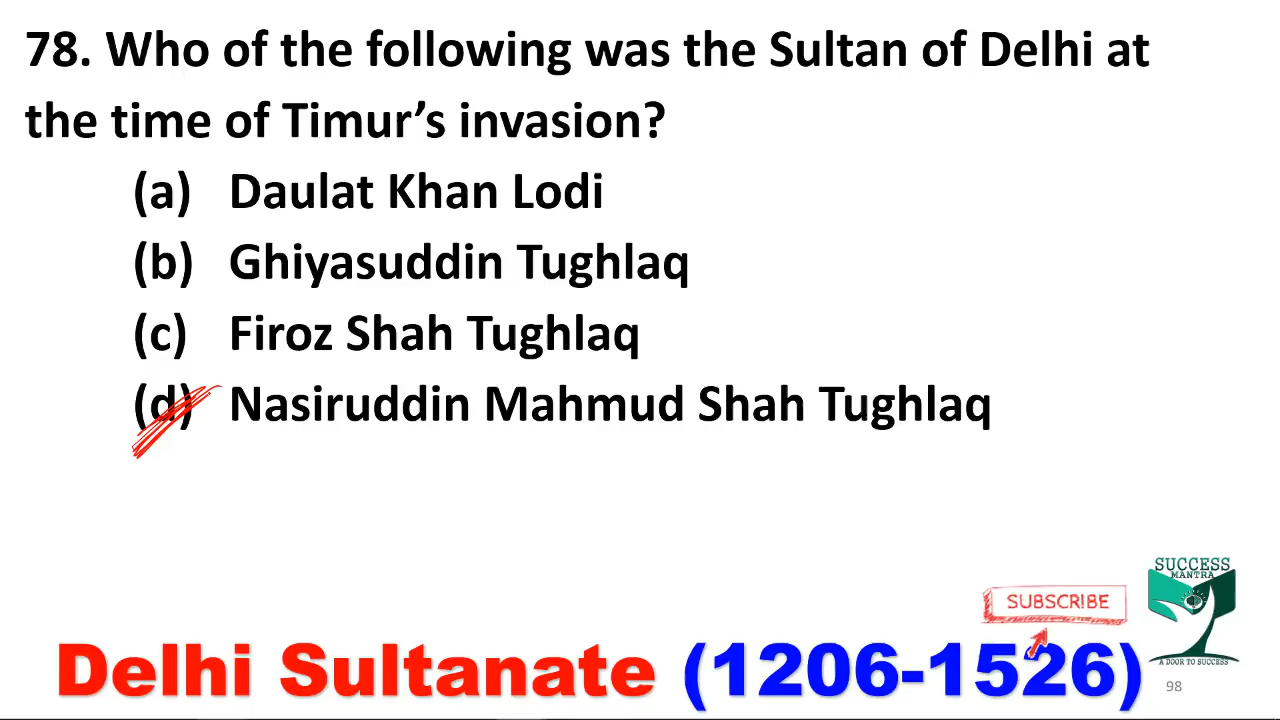 78. Who of the following was the Sultan of Delhi at
the time of Timur’s invasion?
(a) Daulat Khan Lodi
(b) Ghiyasuddin Tughlaq
(c) Firoz Shah Tughlaq
(d) Nasiruddin Mahmud Shah Tughlaq
SUCCESS
MANTRA
SUBSCRIBE
Delhi Sultanate (1206-1526)
A DOOR TO SUCCESS
98